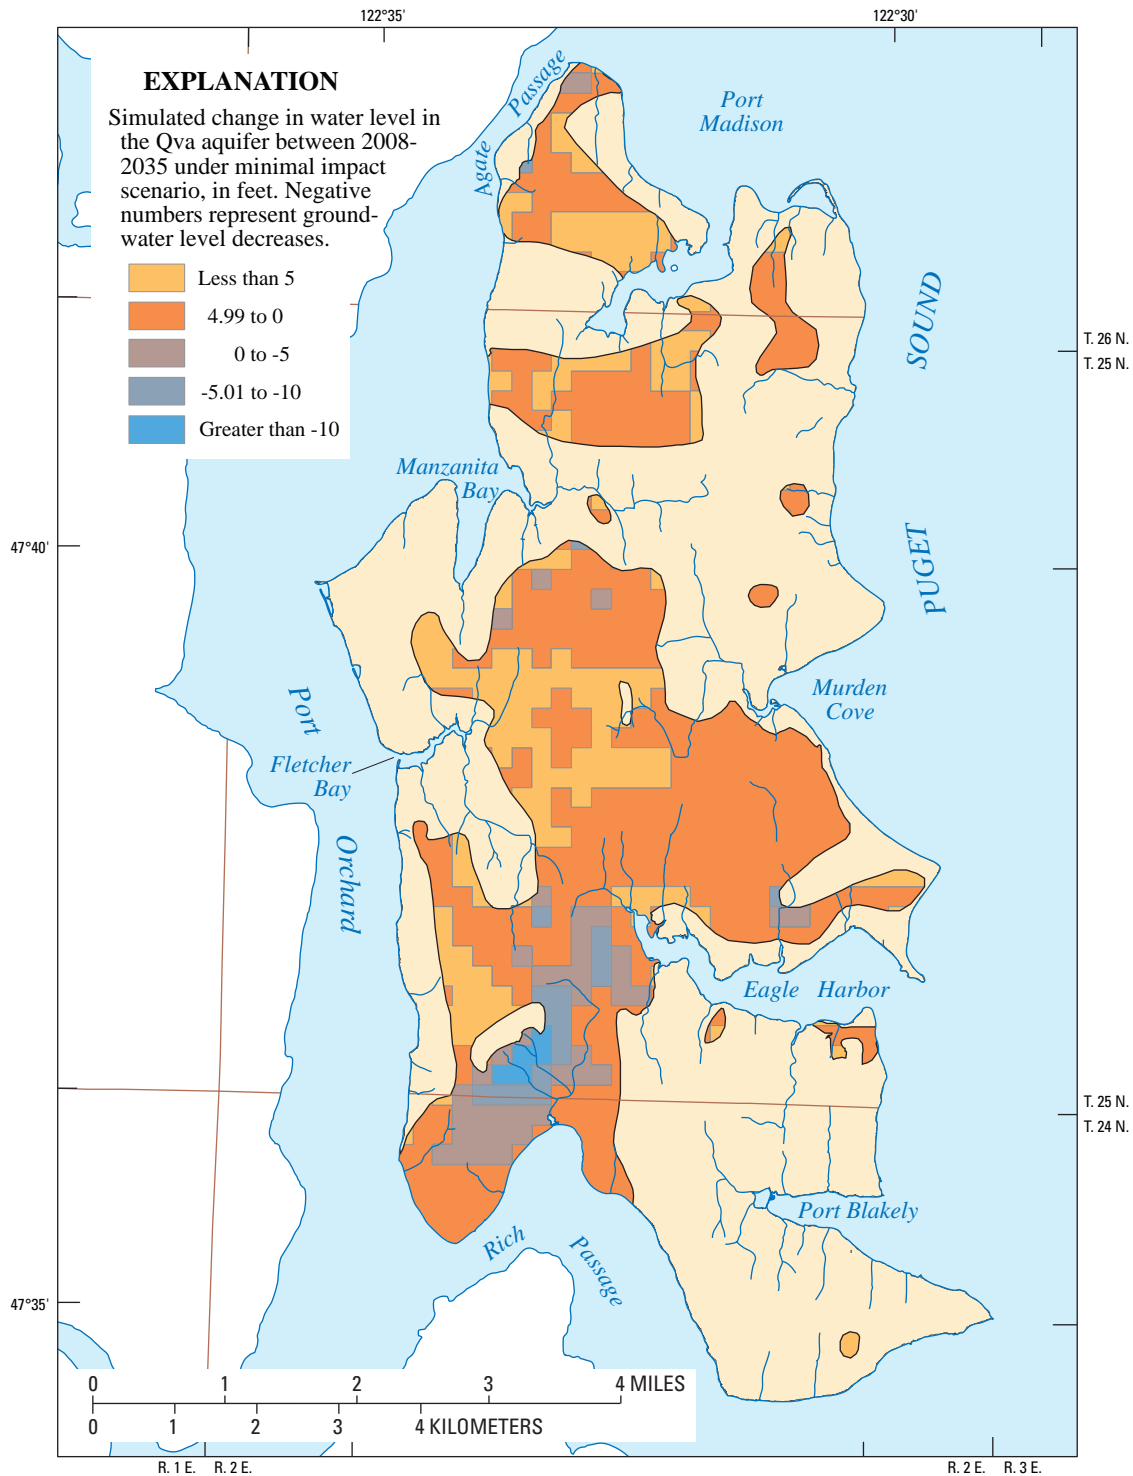 122°35'
122°30'
EXPLANATION
Simulated change in water level in
the Qva aquifer between 2008-
2035 under minimal impact
scenario, in feet. Negative
numbers represent ground-
water level decreases.
Less than 5
4.99 to 0
0 to -5
-5.01 to -10
Greater than -10
Agate Passage
Port
Madison
SOUND
T. 26 N.
T. 25 N.
Manzanita
Bay
47°40'
PUGET
Port
Murden
Cove
Fletcher
Bay
Orchard
Eagle Harbor
T. 25 N.
T. 24 N.
Port Blakely
Rich Passage
47°35'
0 1 2 3 4 MILES
0 1 2 3 4 KILOMETERS
R. 1 E. R. 2 E.
R. 2 E. R. 3 E.